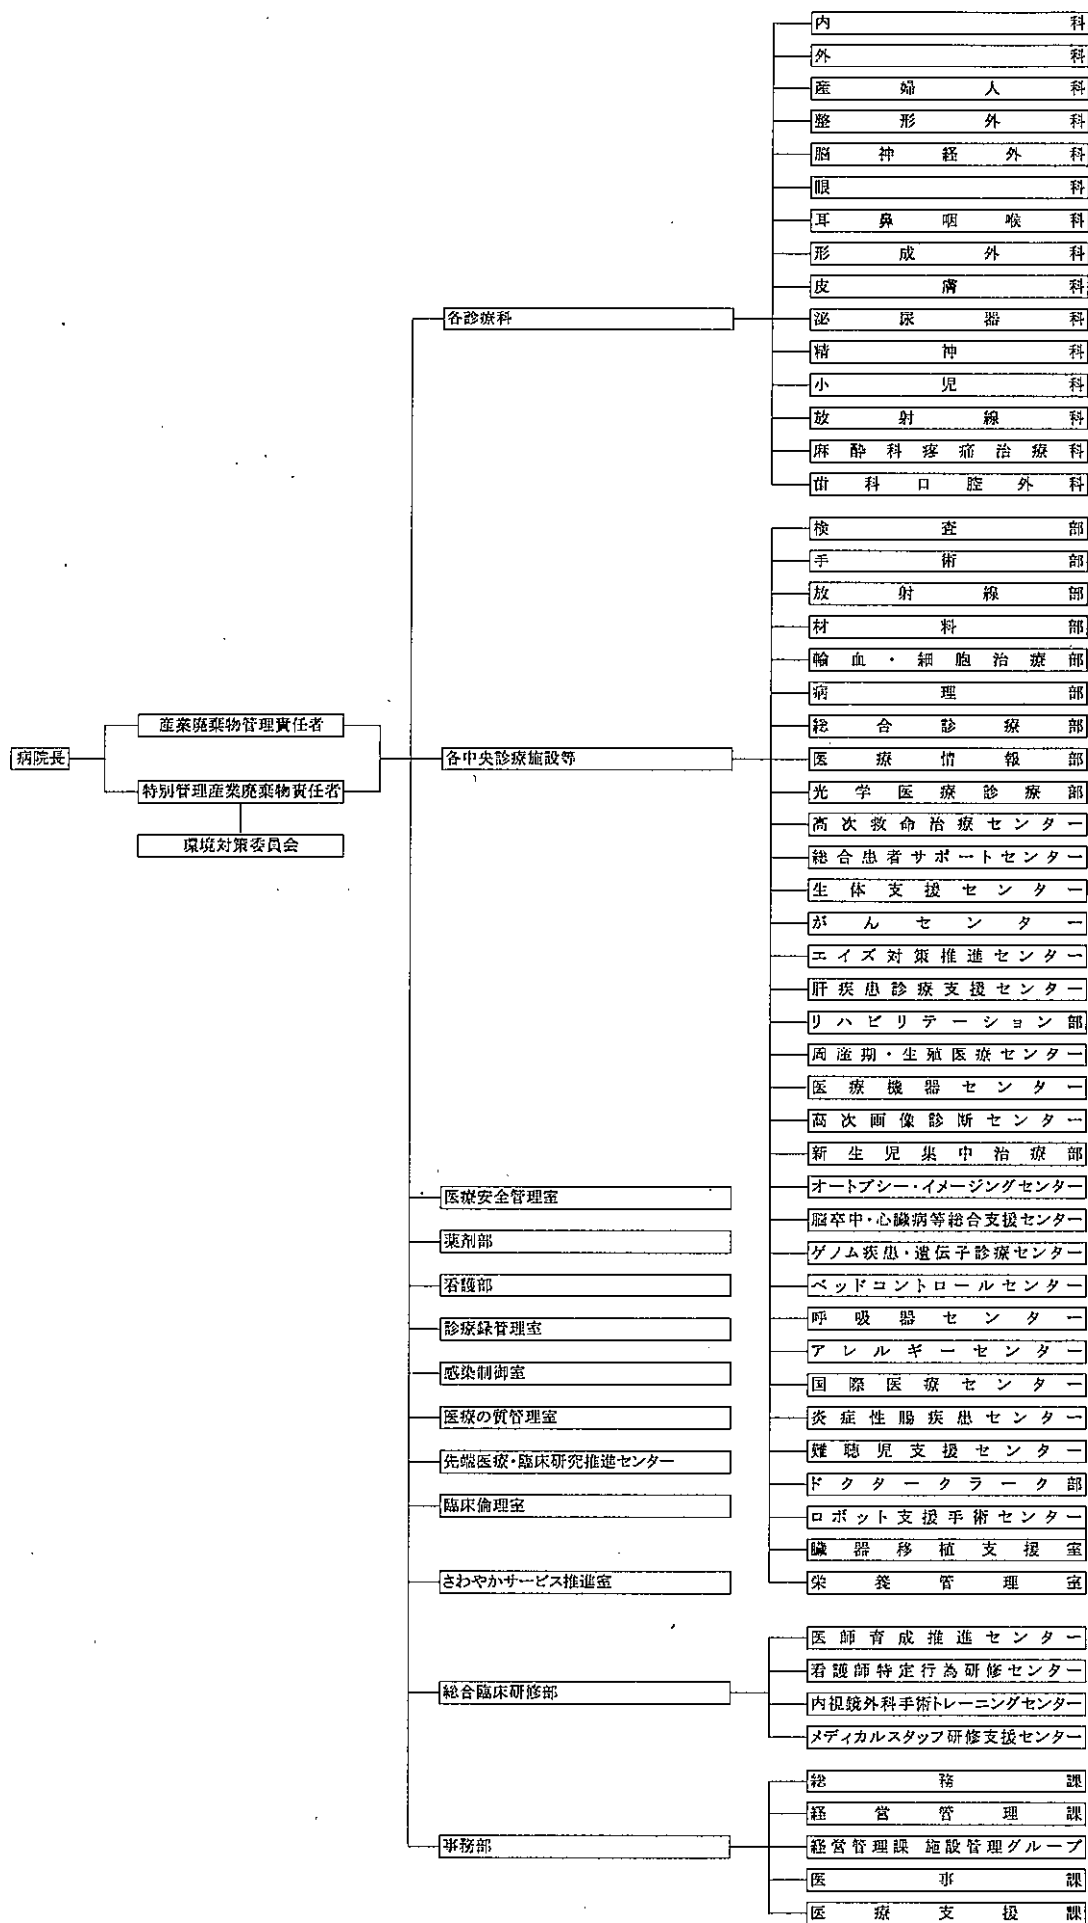 病院長
産業廃棄物管理責任者
特別管理産業廃棄物責任者
環境対策委員会
各診療科
内科
外科
産婦人科
整形外科
脳神経外科
眼科
耳鼻咽喉科
形成外科
皮膚科
泌尿器科
精神科
小児科
放射線科
麻酔科疼痛治療科
歯科口腔外科
各中央診療施設等
検査部
手術部
放射線部
材料部
輸血・細胞治療部
病理部
総合診療部
医療情報部
光学医療診療部
高次救命治療センター
総合患者サポートセンター
生体支援センター
がんセンター
エイズ対策推進センター
肝疾患診療支援センター
リハビリテーション部
周産期・生殖医療センター
医療機器センター
高次画像診断センター
新生児集中治療部
オートプシー・イメージングセンター
脳卒中・心臓病等総合支援センター
ゲノム疾患・遺伝子診療センター
ベッドコントロールセンター
呼吸器センター
アレルギーセンター
国際医療センター
炎症性腸疾患センター
難聴児支援センター
ドクタークラーク部
ロボット支援手術センター
臓器移植支援室
栄養管理室
医療安全管理室
薬剤部
看護部
診療録管理室
感染制御室
医療の質管理室
先端医療・臨床研究推進センター
臨床倫理室
さわやかサービス推進室
総合臨床研修部
医師育成推進センター
看護師特定行為研修センター
内視鏡外科手術トレーニングセンター
メディカルスタッフ研修支援センター
事務部
総務課
経営管理課
経営管理課 施設管理グループ
医事課
医療支援課